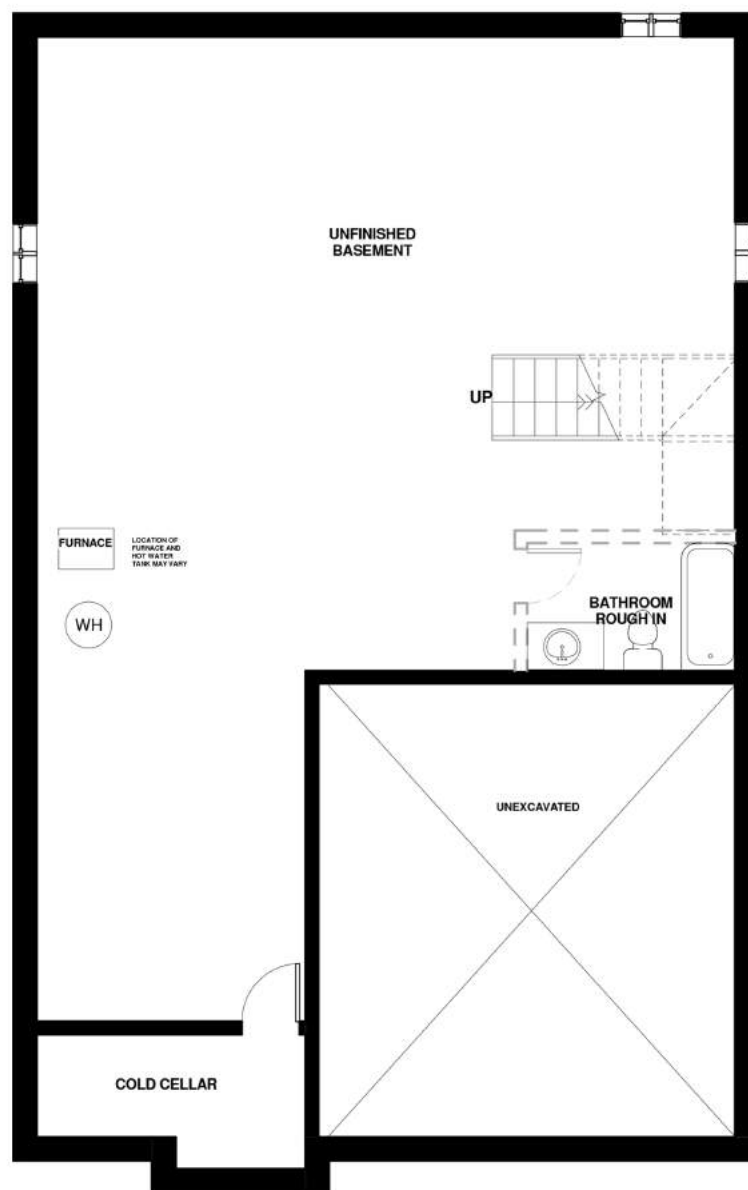 UNFINISHED
BASEMENT
UP
FURNACE
LOCATION OF
FURNACE AND
HOT WATER
TANK MAY VARY
WH
BATHROOM
ROUGH IN
UNEXCAVATED
COLD CELLAR